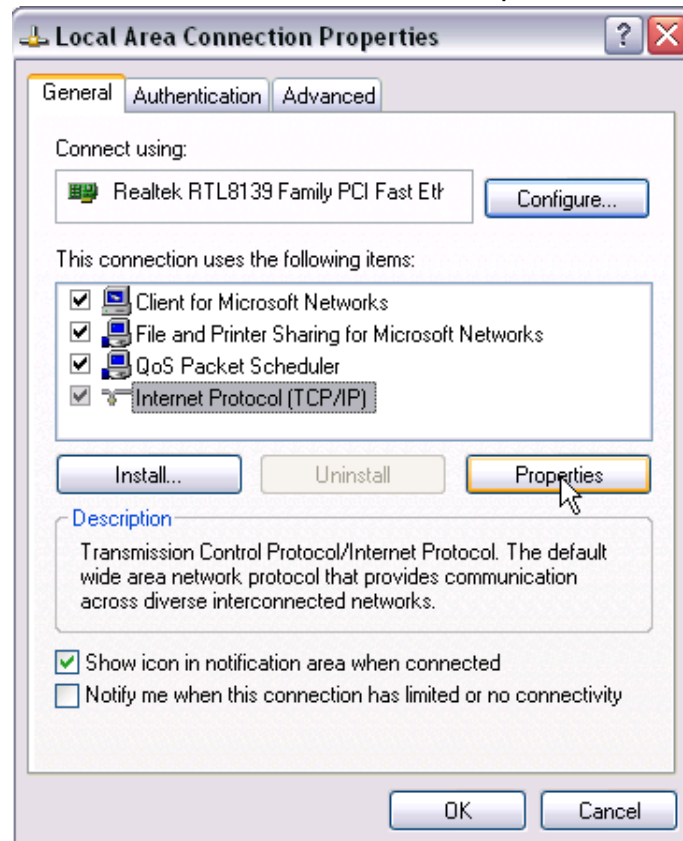 Local Area Connection Properties
General Authentication Advanced
Connect using:
Realtek RTL8139 Family PCI Fast Eth
Configure...
This connection uses the following items:
Client for Microsoft Networks
File and Printer Sharing for Microsoft Networks
QoS Packet Scheduler
Internet Protocol (TCP/IP)
Install... Uninstall Properties
Description
Transmission Control Protocol/Internet Protocol. The default
wide area network protocol that provides communication
across diverse interconnected networks.
Show icon in notification area when connected
Notify me when this connection has limited or no connectivity
OK Cancel